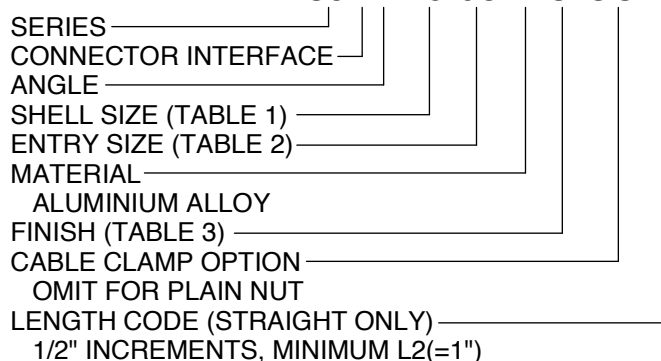 SERIES
CONNECTOR INTERFACE
ANGLE
SHELL SIZE (TABLE 1)
ENTRY SIZE (TABLE 2)
MATERIAL
ALUMINIUM ALLOY
FINISH (TABLE 3)
CABLE CLAMP OPTION
OMIT FOR PLAIN NUT
LENGTH CODE (STRAIGHT ONLY)
1/2" INCREMENTS, MINIMUM L2(=1")